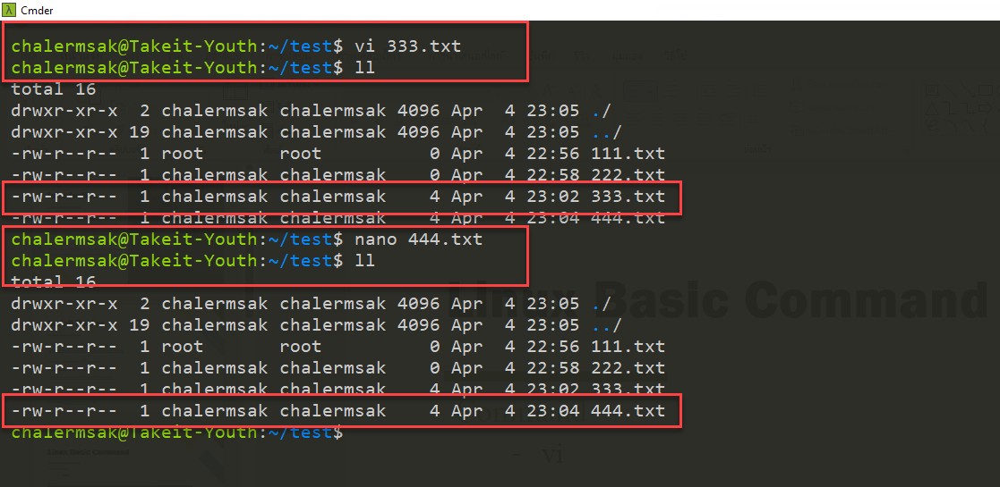 Cmder
chalermsak@Takeit-Youth:~/test$ vi 333.txt
chalermsak@Takeit-Youth:~/test$ ll
total 16
drwxr-xr-x  2 chalermsak chalermsak 4096 Apr  4 23:05 ./
drwxr-xr-x 19 chalermsak chalermsak 4096 Apr  4 23:05 ../
-rw-r--r--  1 root       root          0 Apr  4 22:56 111.txt
-rw-r--r--  1 chalermsak chalermsak    0 Apr  4 22:58 222.txt
-rw-r--r--  1 chalermsak chalermsak    4 Apr  4 23:02 333.txt
-rw-r--r--  1 chalermsak chalermsak    4 Apr  4 23:04 444.txt
chalermsak@Takeit-Youth:~/test$ nano 444.txt
chalermsak@Takeit-Youth:~/test$ ll
total 16
Linux Basic Command
drwxr-xr-x  2 chalermsak chalermsak 4096 Apr  4 23:05 ./
drwxr-xr-x 19 chalermsak chalermsak 4096 Apr  4 23:05 ../
-rw-r--r--  1 root       root          0 Apr  4 22:56 111.txt
-rw-r--r--  1 chalermsak chalermsak    0 Apr  4 22:58 222.txt
-rw-r--r--  1 chalermsak chalermsak    4 Apr  4 23:02 333.txt
-rw-r--r--  1 chalermsak chalermsak    4 Apr  4 23:04 444.txt
chalermsak@Takeit-Youth:~/test$
- vi